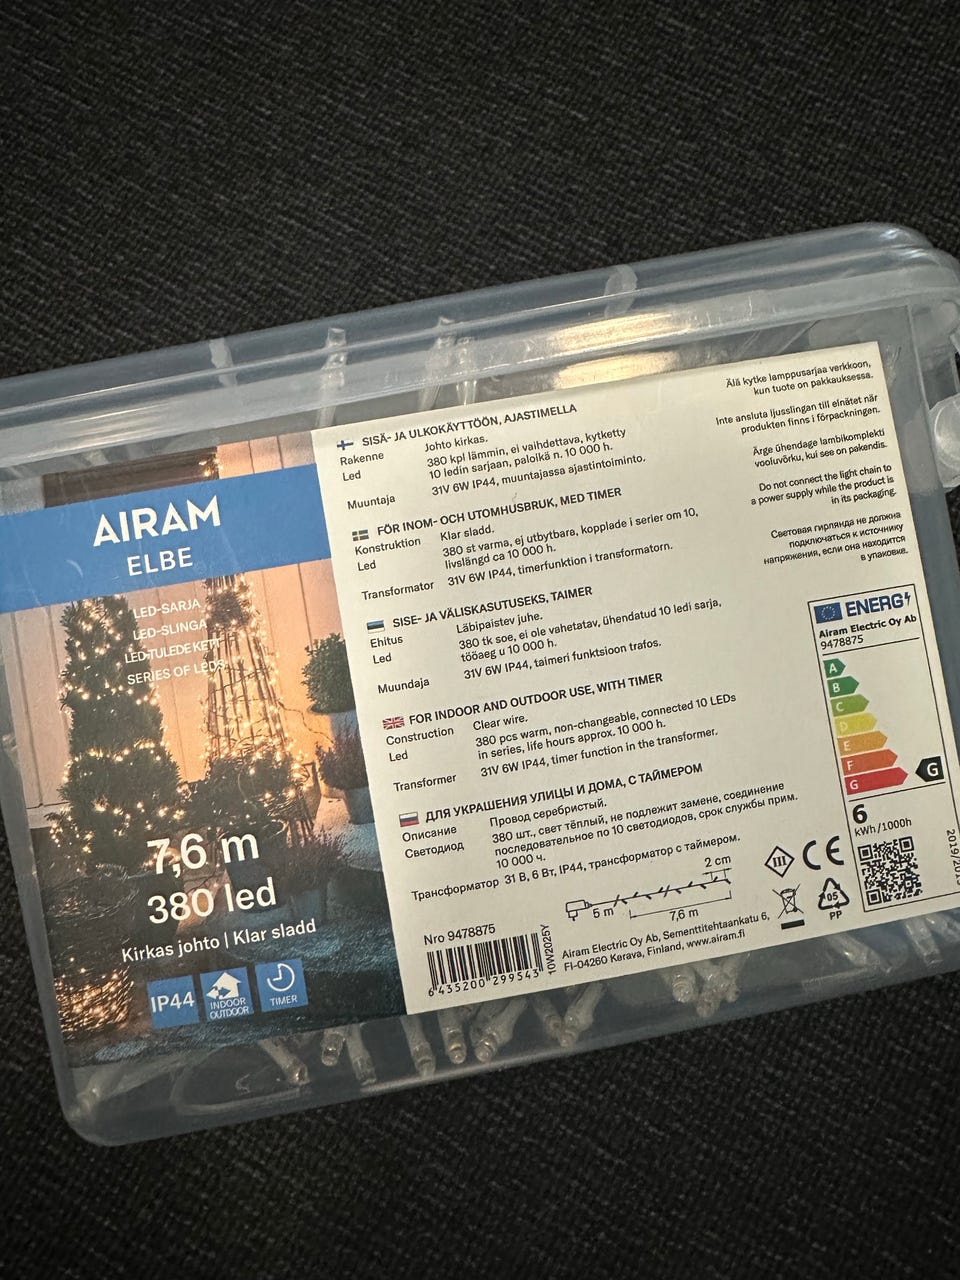 AIRAM
ELBE
LED-SARJA
LED-SLINGA
LED-TULEDE KETT
SERIES OF LEDS
7,6 m
380 led
Kirkas johto | Klar sladd
IP44
INDOOR
OUTDOOR
TIMER
SISÄ- JA ULKOKÄYTTÖÖN, AJASTIMELLA
Rakenne Johto kirkas.
Led 380 kpl lämmin, ei vaihdettava, kytketty
10 ledin sarjaan, paloikä n. 10 000 h.
Muuntaja 31V 6W IP44, muuntajassa ajastintoiminto.
FÖR INOM- OCH UTOMHUSBRUK, MED TIMER
Konstruktion Klar sladd.
Led 380 st varma, ej utbytbara, kopplade i serier om 10,
livslängd ca 10 000 h.
Transformator 31V 6W IP44, timerfunktion i transformatorn.
SISE- JA VÄLISKASUTUSEKS, TAIMER
Ehitus Läbipaistev juhe.
Led 380 tk soe, ei ole vahetatav, ühendatud 10 ledi sarja,
tööaeg u 10 000 h.
Muundaja 31V 6W IP44, taimeri funktsioon trafos.
FOR INDOOR AND OUTDOOR USE, WITH TIMER
Construction Clear wire.
Led 380 pcs warm, non-changeable, connected 10 LEDs
in series, life hours approx. 10 000 h.
Transformer 31V 6W IP44, timer function in the transformer.
ДЛЯ УКРАШЕНИЯ УЛИЦЫ И ДОМА, С ТАЙМЕРОМ
Описание Провод серебристый.
Светодиод 380 шт., свет тёплый, не подлежит замене, соединение
последовательное по 10 светодиодов, срок службы прим.
10 000 ч.
Трансформатор 31 В, 6 Вт, IP44, трансформатор с таймером.
2 cm
5 m
7,6 m
Nro 9478875
6 435200 299543
10W2025Y
Airam Electric Oy Ab, Sementtitehtaankatu 6,
FI-04260 Kerava, Finland, www.airam.fi
Älä kytke lamppusarjaa verkkoon,
kun tuote on pakkauksessa.
Inte ansluta ljusslingan till elnätet när
produkten finns i förpackningen.
Ärge ühendage lambikomplekti
vooluvõrku, kui see on pakendis.
Do not connect the light chain to
a power supply while the product is
in its packaging.
Световая гирлянда не должна
подключаться к источнику
напряжения, если она находится
в упаковке.
ENERG
Airam Electric Oy Ab
9478875
A
B
C
D
E
F
G
G
6
kWh/1000h
III
CE
05
PP